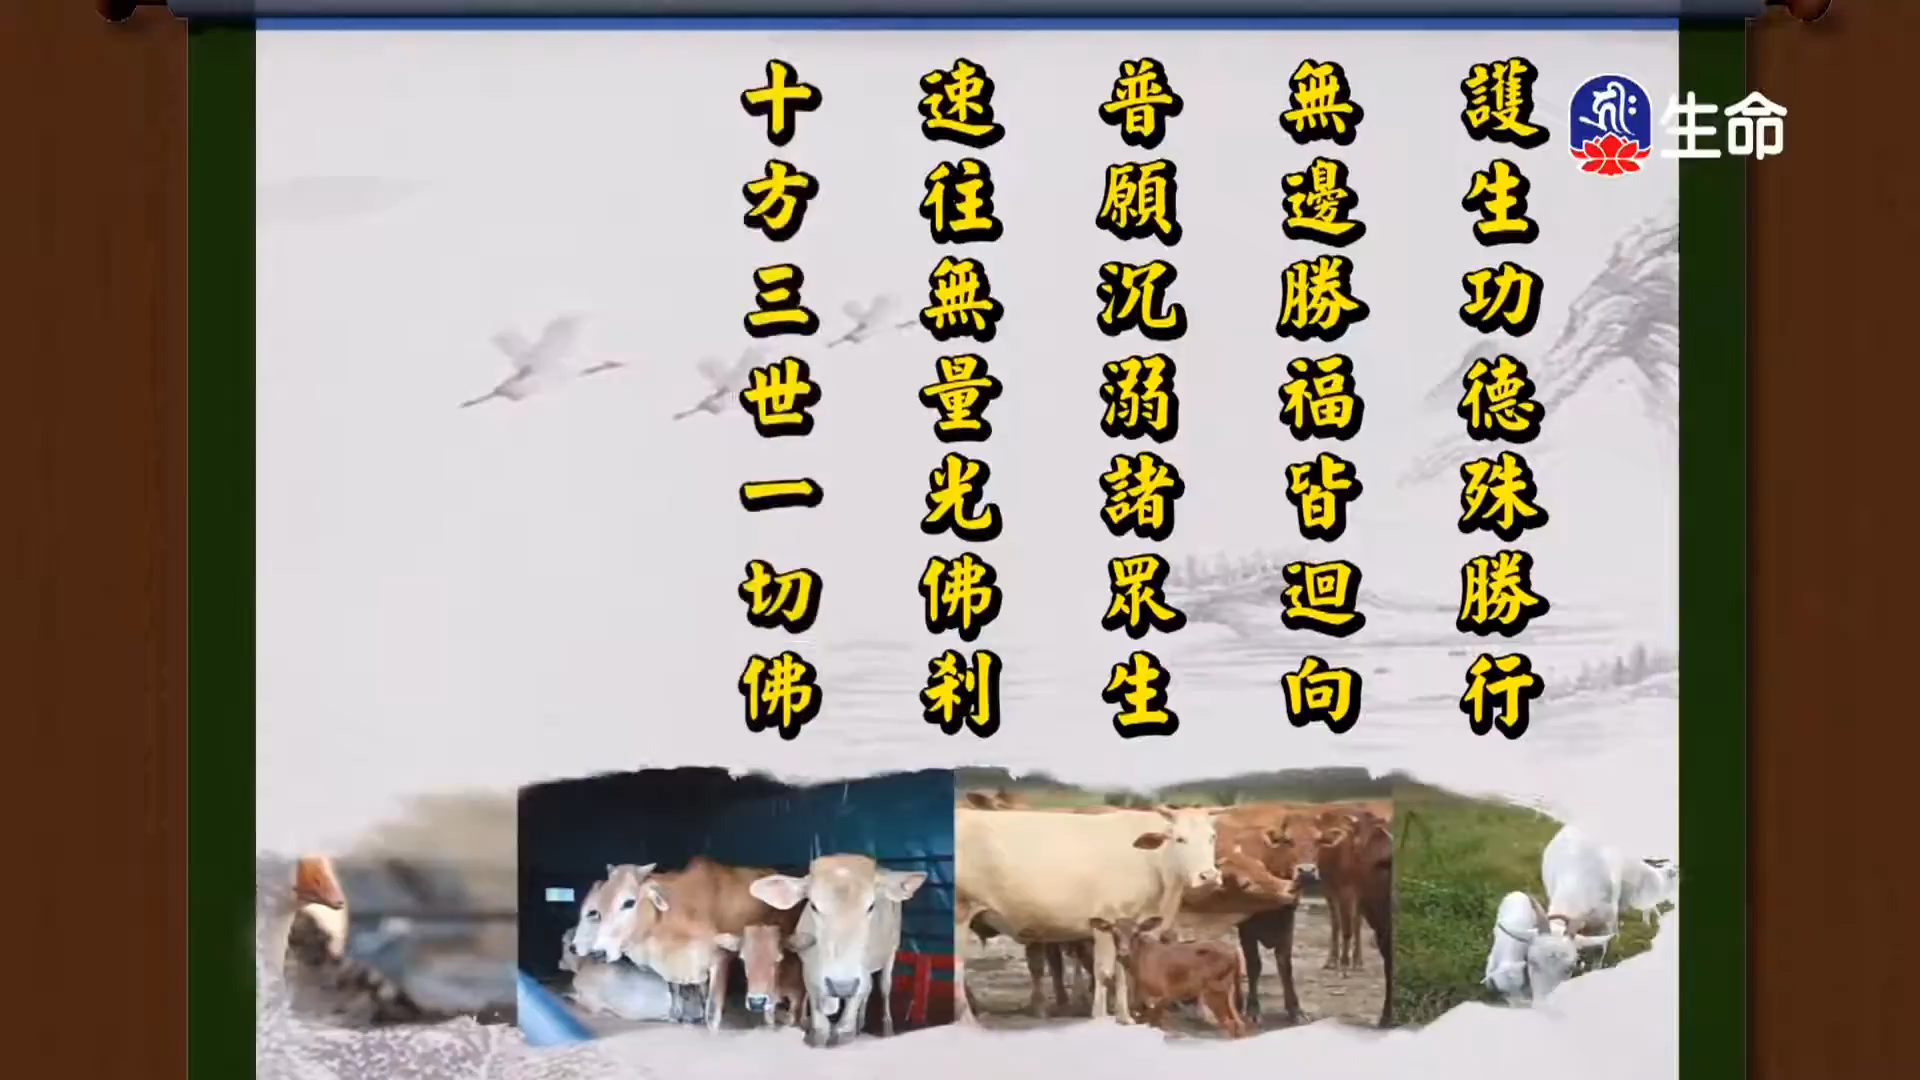 護生功德殊勝行
無邊勝福皆迴向
普願沉溺諸眾生
速往無量光佛剎
十方三世一切佛
生命